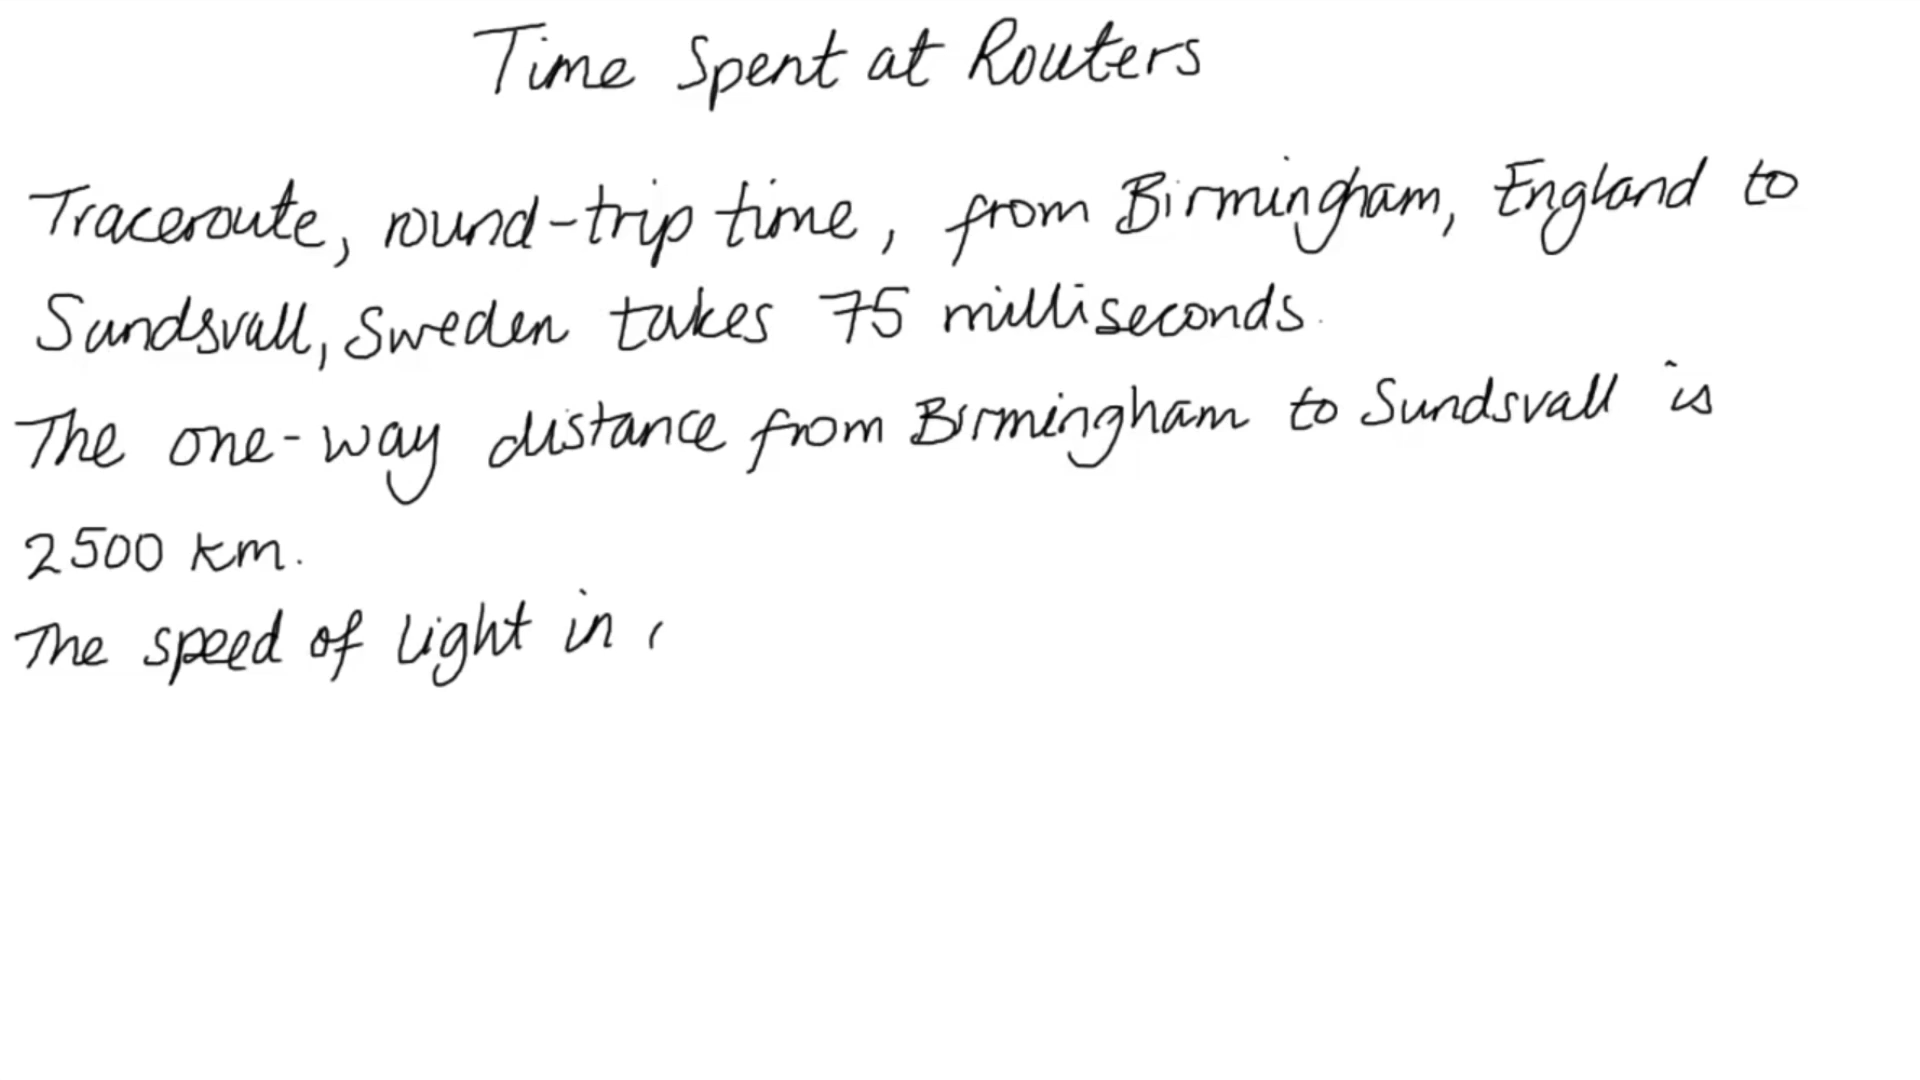 Time Spent at Routers
Traceroute, round-trip time, from Birmingham, England to
Sundsvall, Sweden takes 75 milliseconds.
The one-way distance from Birmingham to Sundsvall is
2500 km.
The speed of light in